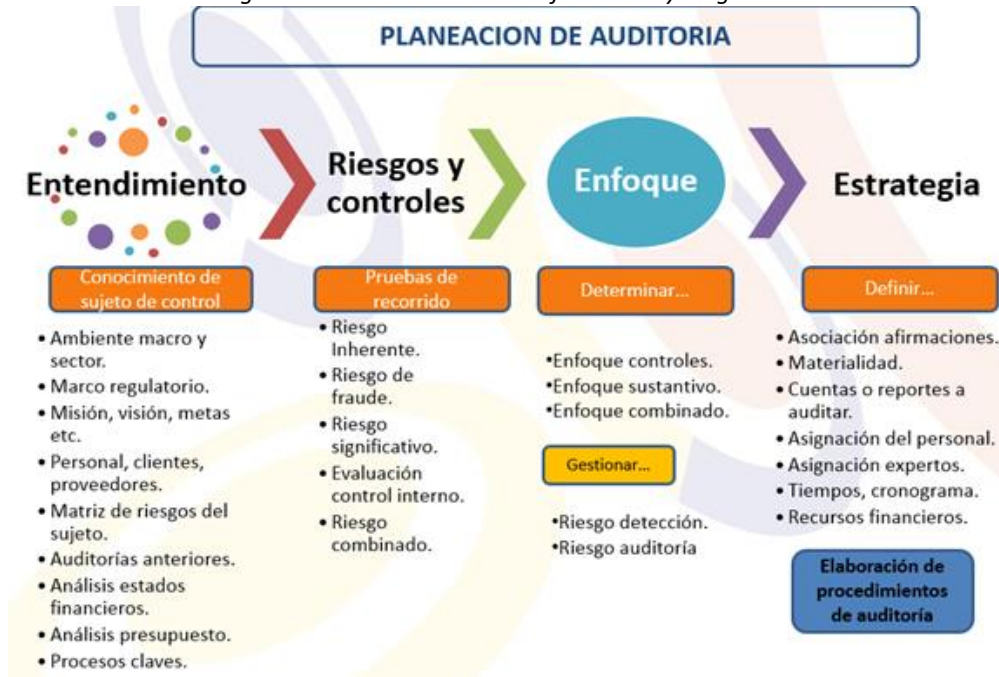 PLANEACION DE AUDITORIA
Entendimiento
Riesgos y
controles
Enfoque
Estrategia
Conocimiento de
sujeto de control
• Ambiente macro y
sector.
• Marco regulatorio.
• Misión, visión, metas
etc.
• Personal, clientes,
proveedores.
• Matriz de riesgos del
sujeto.
• Auditorías anteriores.
• Análisis estados
financieros.
• Análisis presupuesto.
• Procesos claves.
Pruebas de
recorrido
• Riesgo
Inherente.
• Riesgo de
fraude.
• Riesgo
significativo.
• Evaluación
control interno.
• Riesgo
combinado.
Determinar...
•Enfoque controles.
•Enfoque sustantivo.
•Enfoque combinado.
Gestionar...
•Riesgo detección.
•Riesgo auditoría
Definir...
• Asociación afirmaciones.
• Materialidad.
• Cuentas o reportes a
auditar.
• Asignación del personal.
• Asignación expertos.
• Tiempos, cronograma.
• Recursos financieros.
Elaboración de
procedimientos
de auditoría